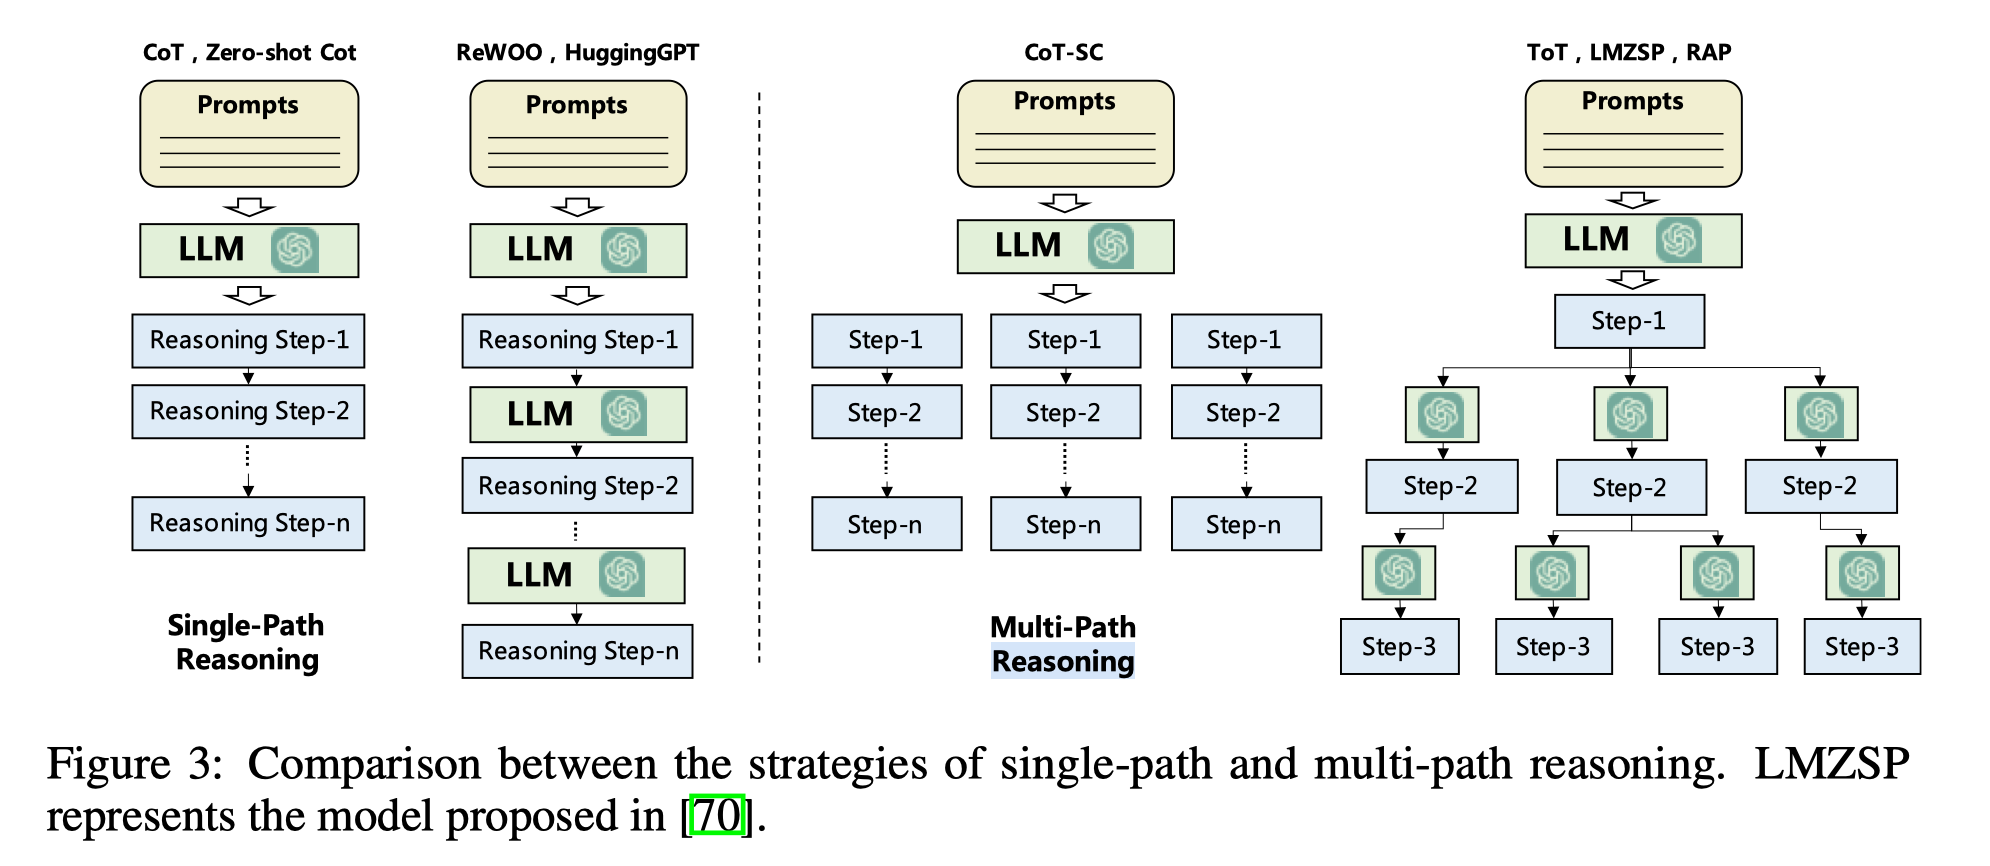 CoT , Zero-shot Cot
Prompts
LLM
Reasoning Step-1
Reasoning Step-2
Reasoning Step-n
Single-Path
Reasoning
ReWOO , HuggingGPT
Prompts
LLM
Reasoning Step-1
LLM
Reasoning Step-2
LLM
Reasoning Step-n
CoT-SC
Prompts
LLM
Step-1 Step-1 Step-1
Step-2 Step-2 Step-2
Step-n Step-n Step-n
Multi-Path
Reasoning
ToT , LMZSP , RAP
Prompts
LLM
Step-1
Step-2 Step-2 Step-2
Step-3 Step-3 Step-3 Step-3
Figure 3: Comparison between the strategies of single-path and multi-path reasoning. LMZSP
represents the model proposed in [70].